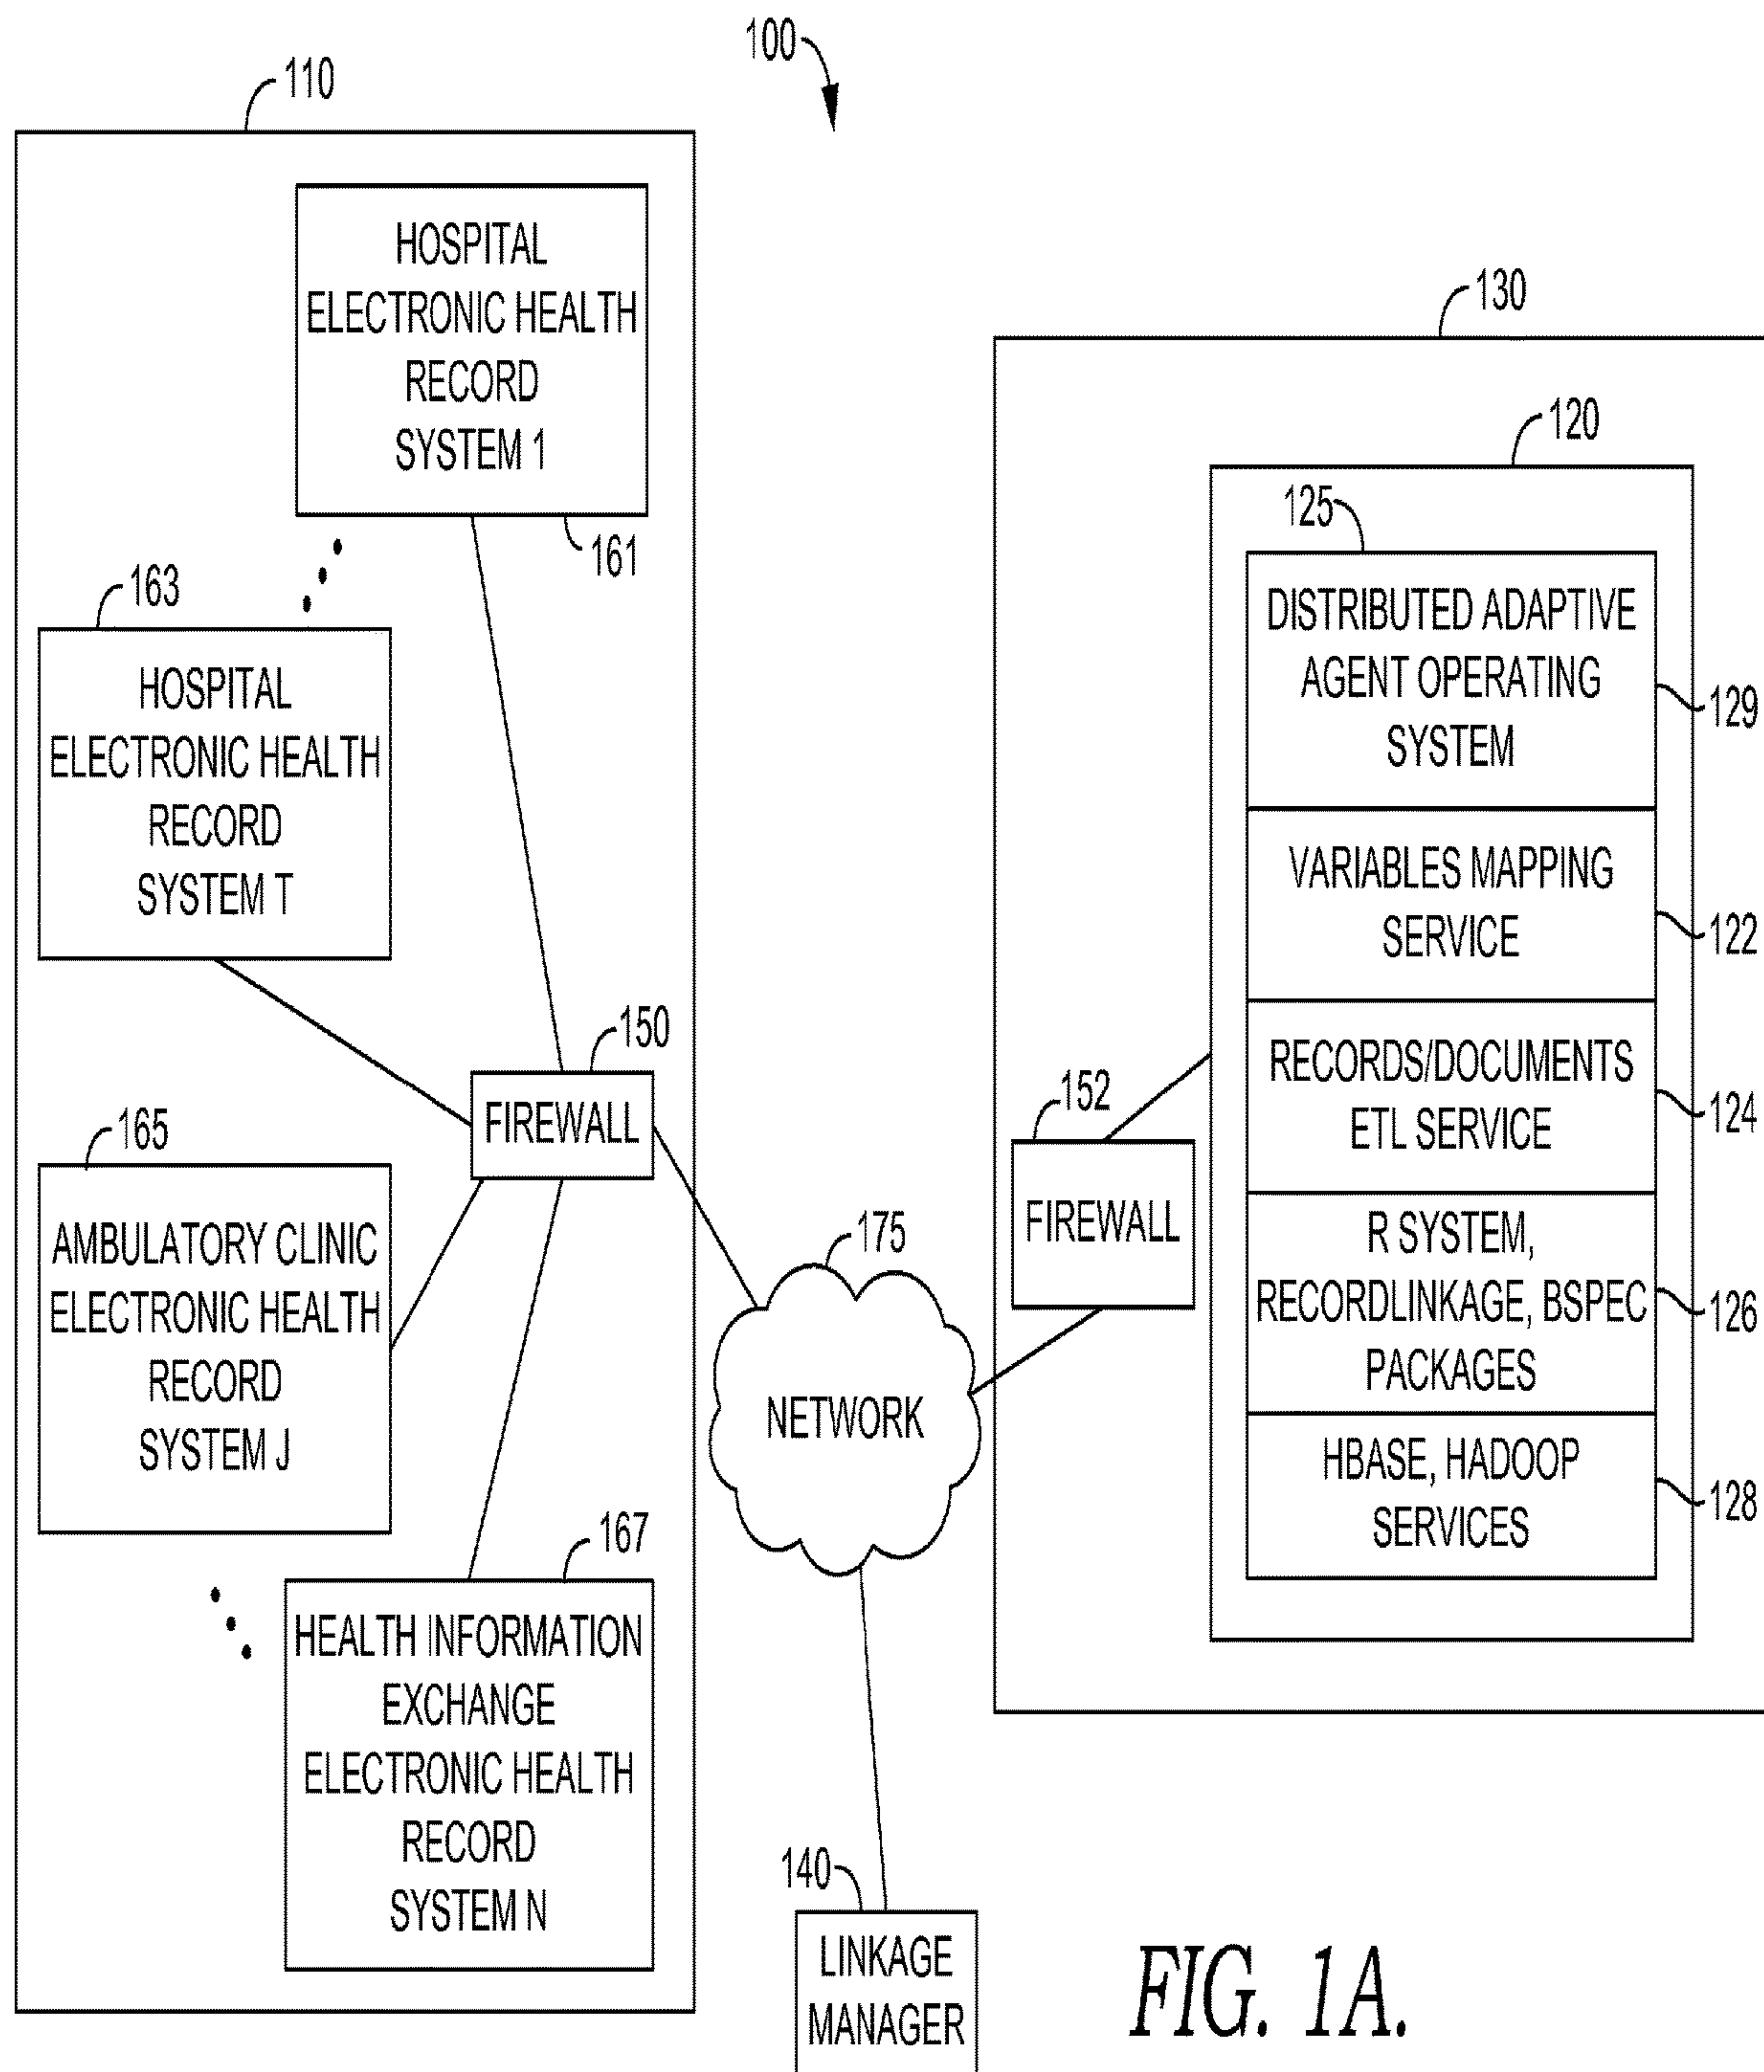 100
110
HOSPITAL
ELECTRONIC HEALTH
RECORD
SYSTEM 1
161
163
HOSPITAL
ELECTRONIC HEALTH
RECORD
SYSTEM T
150
FIREWALL
165
AMBULATORY CLINIC
ELECTRONIC HEALTH
RECORD
SYSTEM J
167
HEALTH INFORMATION
EXCHANGE
ELECTRONIC HEALTH
RECORD
SYSTEM N
175
NETWORK
140
LINKAGE
MANAGER
130
120
125
DISTRIBUTED ADAPTIVE
AGENT OPERATING
SYSTEM
129
VARIABLES MAPPING
SERVICE
122
RECORDS/DOCUMENTS
ETL SERVICE
124
R SYSTEM,
RECORDLINKAGE, BSPEC
PACKAGES
126
HBASE, HADOOP
SERVICES
128
152
FIREWALL
FIG. 1A.